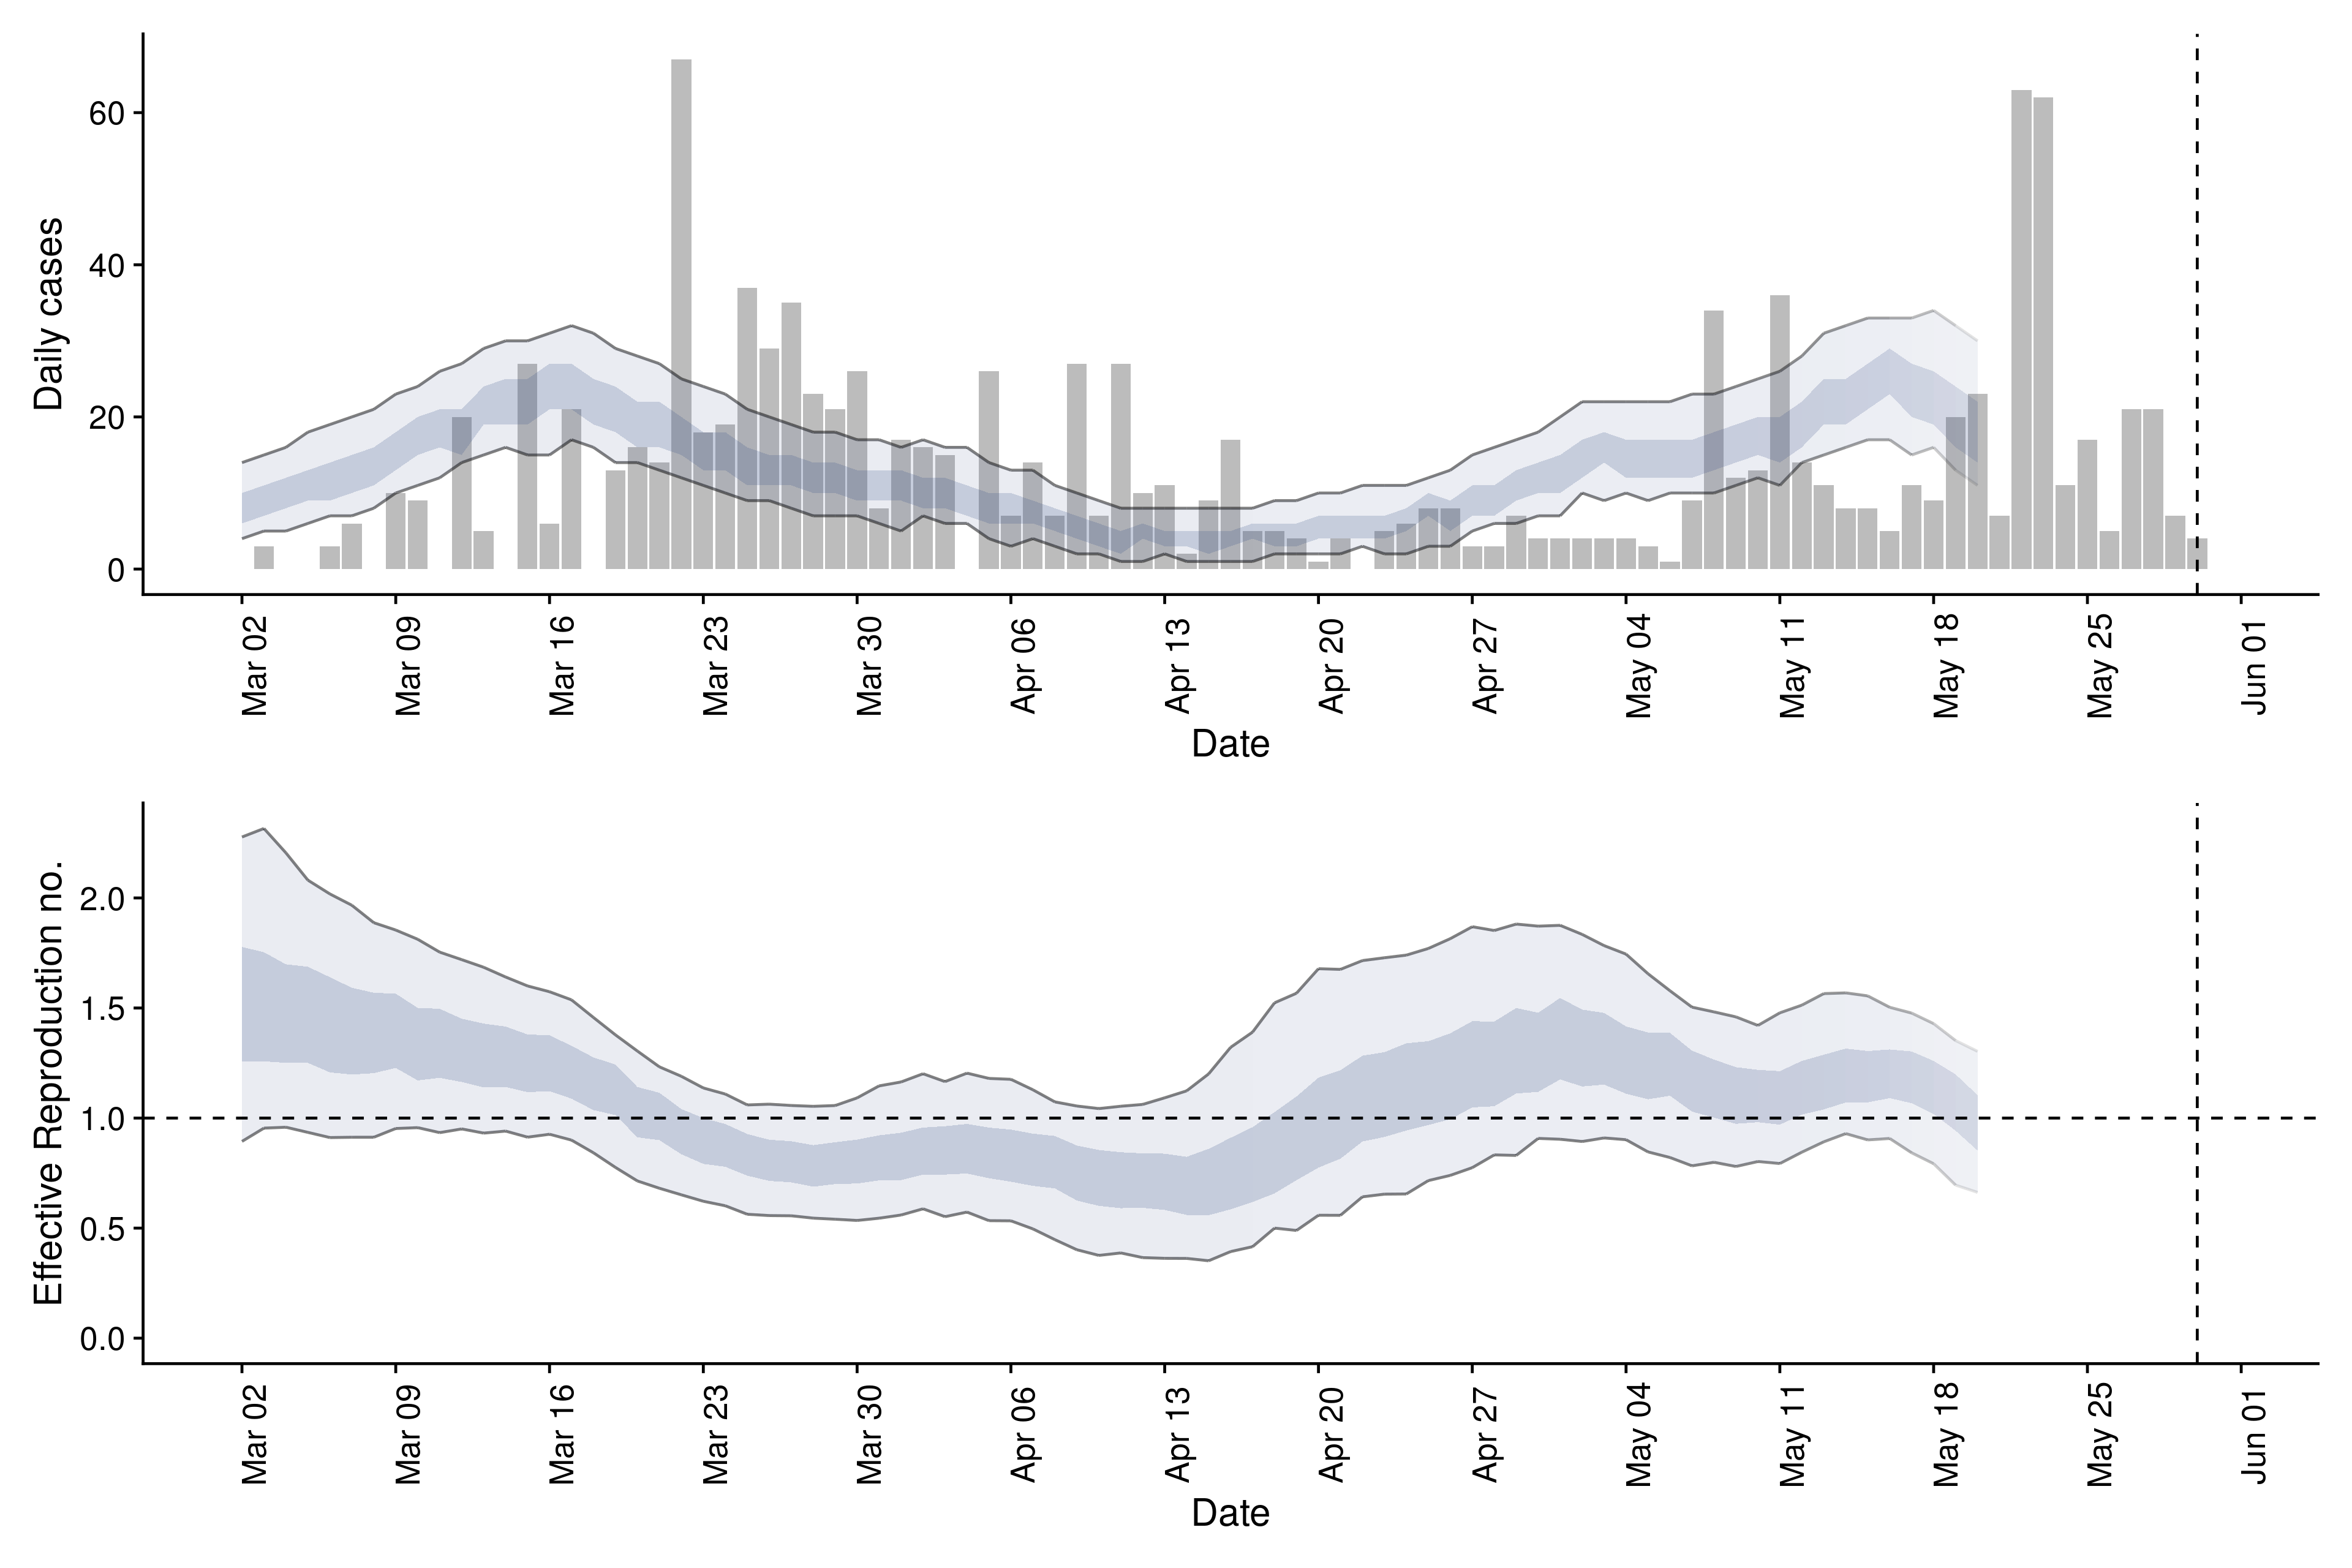 Daily cases
60
40
20
0
Mar 02
Mar 09
Mar 16
Mar 23
Mar 30
Apr 06
Apr 13
Apr 20
Apr 27
May 04
May 11
May 18
May 25
Jun 01
Date
Effective Reproduction no.
2.0
1.5
1.0
0.5
0.0
Mar 02
Mar 09
Mar 16
Mar 23
Mar 30
Apr 06
Apr 13
Apr 20
Apr 27
May 04
May 11
May 18
May 25
Jun 01
Date